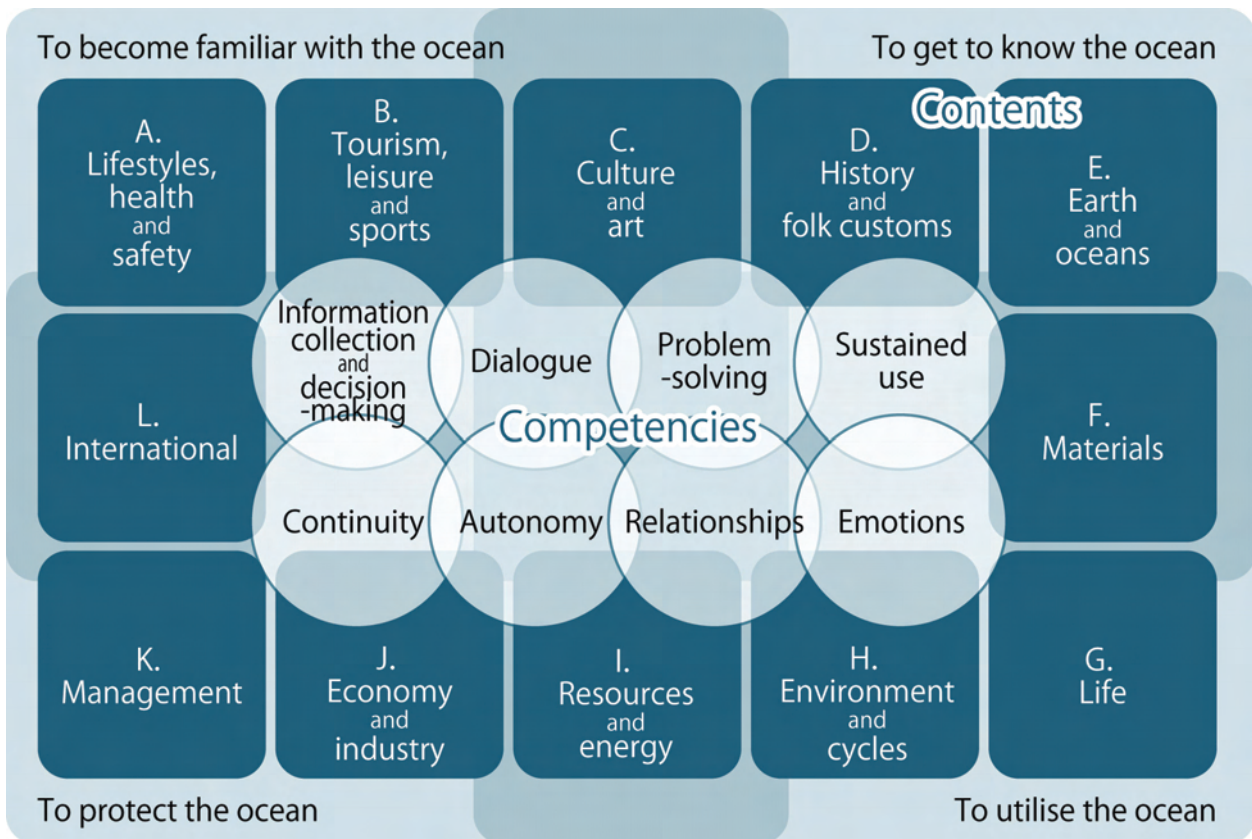 To become familiar with the ocean
To get to know the ocean
Contents
A.
Lifestyles,
health
and
safety
B.
Tourism,
leisure
and
sports
C.
Culture
and
art
D.
History
and
folk customs
E.
Earth
and
oceans
Information
collection
and
decision
-making
Dialogue
Problem
-solving
Sustained
use
Competencies
L.
International
F.
Materials
Continuity
Autonomy
Relationships
Emotions
K.
Management
J.
Economy
and
industry
I.
Resources
and
energy
H.
Environment
and
cycles
G.
Life
To protect the ocean
To utilise the ocean